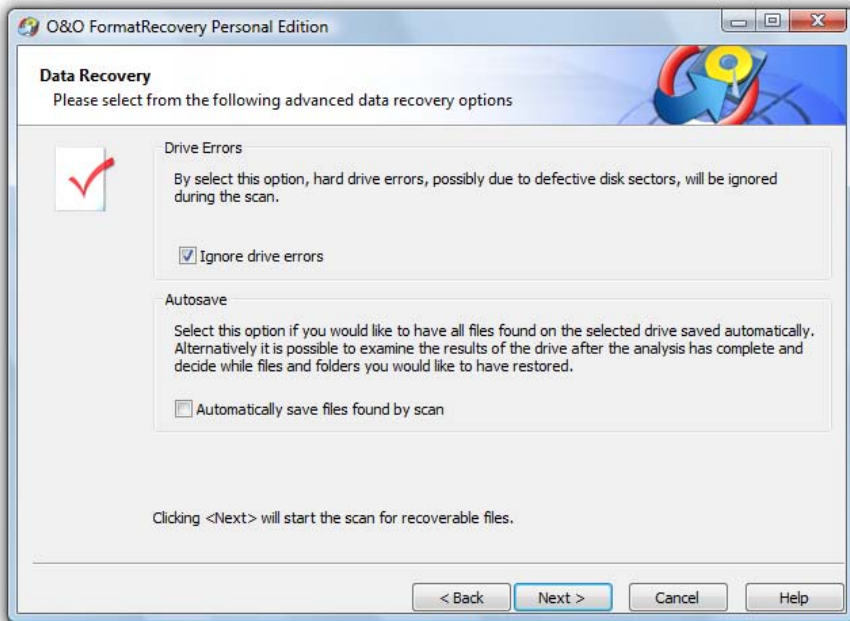 O&O FormatRecovery Personal Edition
Data Recovery
Please select from the following advanced data recovery options
Drive Errors
By select this option, hard drive errors, possibly due to defective disk sectors, will be ignored
during the scan.
Ignore drive errors
Autosave
Select this option if you would like to have all files found on the selected drive saved automatically.
Alternatively it is possible to examine the results of the drive after the analysis has complete and
decide while files and folders you would like to have restored.
Automatically save files found by scan
Clicking <Next> will start the scan for recoverable files.
< Back Next > Cancel Help